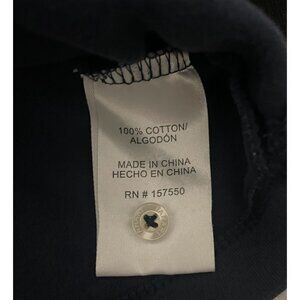 100% COTTON/
ALGODÓN
MADE IN CHINA
HECHO EN CHINA
RN # 157550